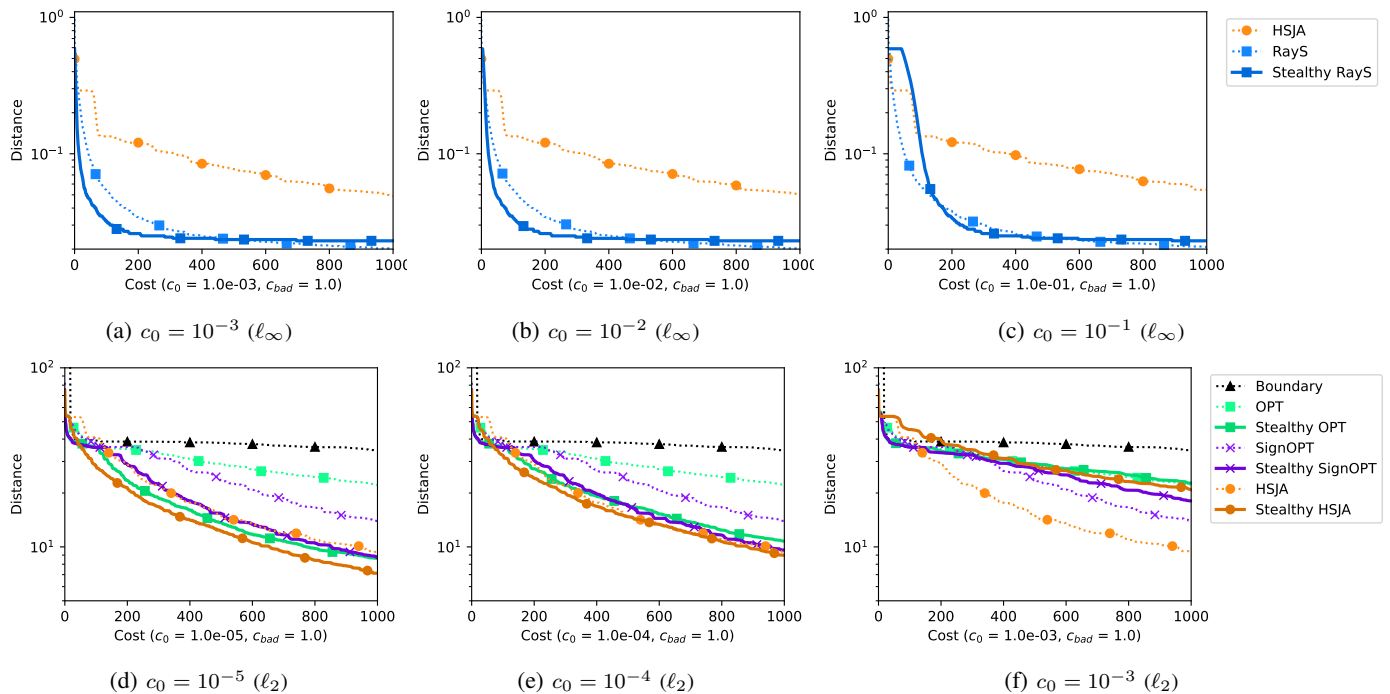 10⁰
10⁻¹
Distance
0 200 400 600 800 1000
Cost (c₀ = 1.0e-03, c_bad = 1.0)
(a) c₀ = 10⁻³ (ℓ∞)
10⁰
10⁻¹
Distance
0 200 400 600 800 1000
Cost (c₀ = 1.0e-02, c_bad = 1.0)
(b) c₀ = 10⁻² (ℓ∞)
10⁰
10⁻¹
Distance
0 200 400 600 800 1000
Cost (c₀ = 1.0e-01, c_bad = 1.0)
(c) c₀ = 10⁻¹ (ℓ∞)
HSJA
RayS
Stealthy RayS
10²
10¹
Distance
0 200 400 600 800 1000
Cost (c₀ = 1.0e-05, c_bad = 1.0)
(d) c₀ = 10⁻⁵ (ℓ₂)
10²
10¹
Distance
0 200 400 600 800 1000
Cost (c₀ = 1.0e-04, c_bad = 1.0)
(e) c₀ = 10⁻⁴ (ℓ₂)
10²
10¹
Distance
0 200 400 600 800 1000
Cost (c₀ = 1.0e-03, c_bad = 1.0)
(f) c₀ = 10⁻³ (ℓ₂)
Boundary
OPT
Stealthy OPT
SignOPT
Stealthy SignOPT
HSJA
Stealthy HSJA